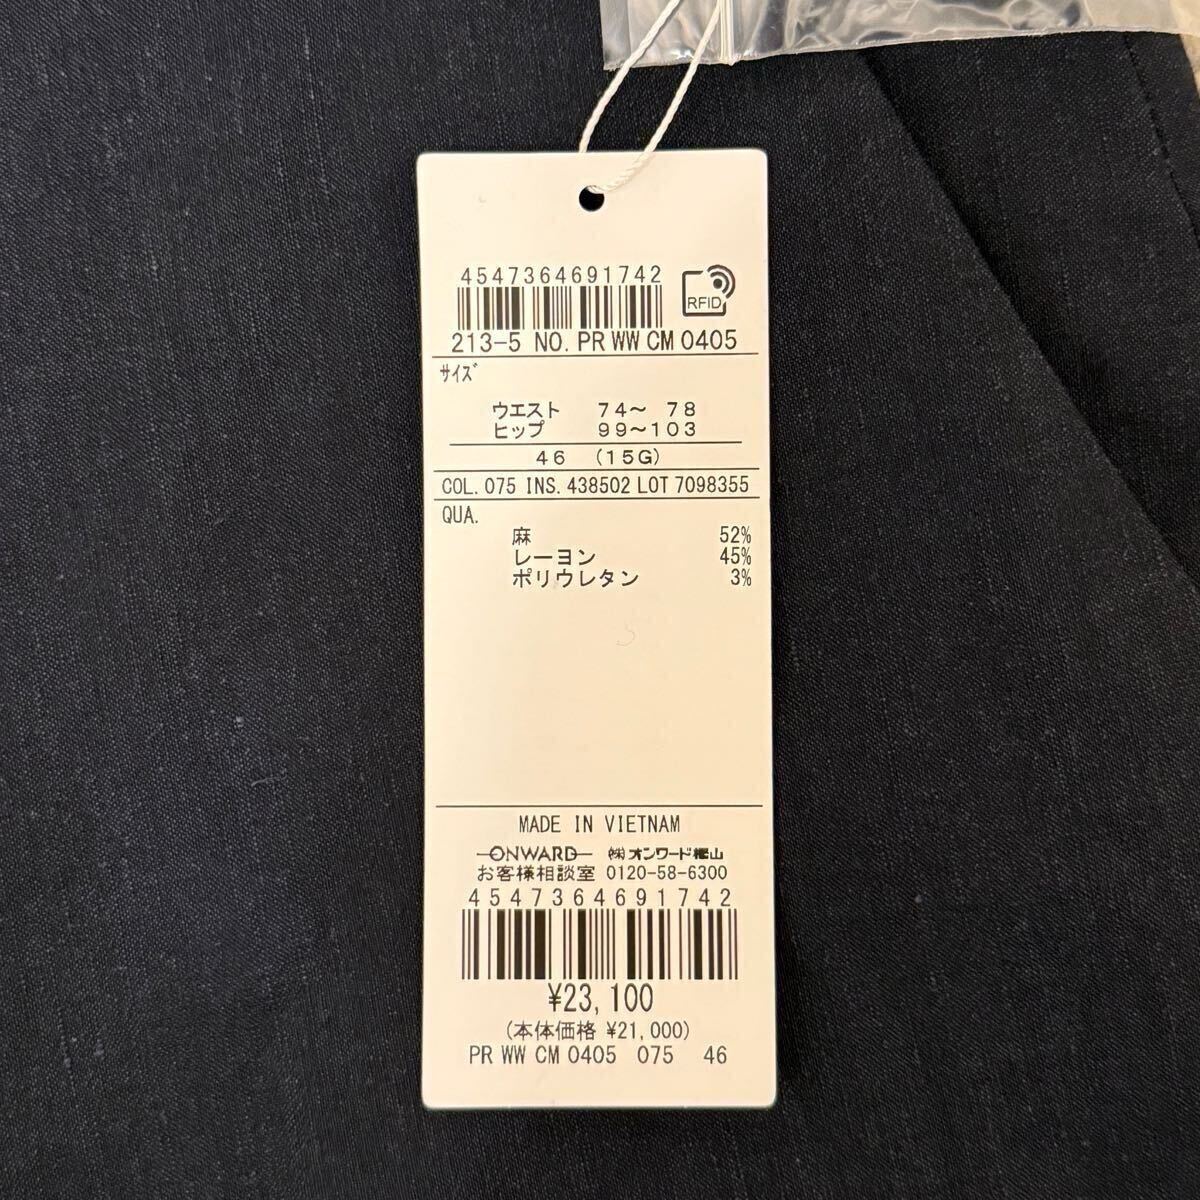 4547364691742
RFID
213-5 NO. PR WW CM 0405
サイズ
ウエスト 74～ 78
ヒップ 99～103
46 (15G)
COL. 075 INS. 438502 LOT 7098355
QUA.
麻 52%
レーヨン 45%
ポリウレタン 3%
MADE IN VIETNAM
ONWARD ㈱オンワード樫山
お客様相談室 0120-58-6300
4547364691742
¥23,100
(本体価格 ¥21,000)
PR WW CM 0405 075 46